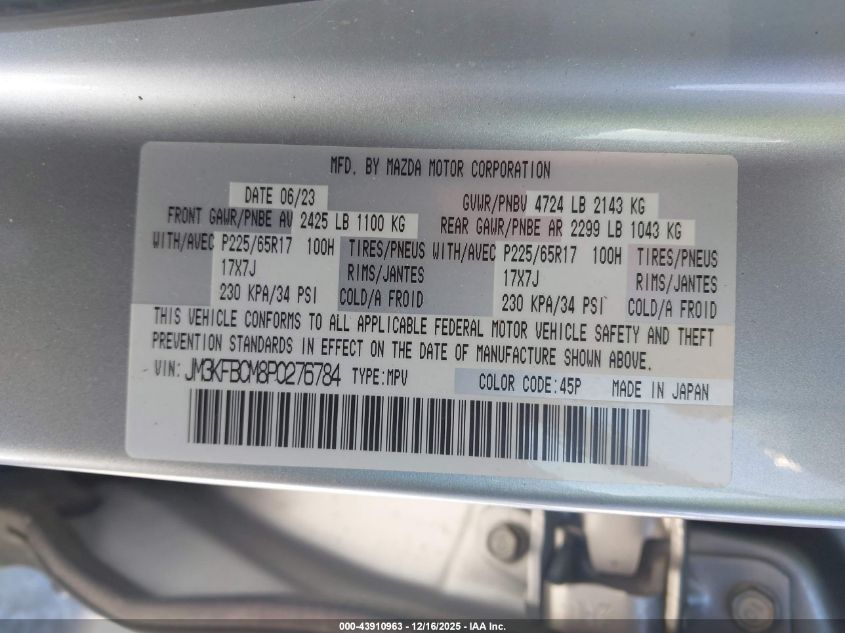 MFD. BY MAZDA MOTOR CORPORATION
DATE 06/23 GVWR/PNBV 4724 LB 2143 KG
FRONT GAWR/PNBE AV 2425 LB 1100 KG REAR GAWR/PNBE AR 2299 LB 1043 KG
WITH/AVEC P225/65R17 100H TIRES/PNEUS WITH/AVEC P225/65R17 100H TIRES/PNEUS
17X7J RIMS/JANTES 17X7J RIMS/JANTES
230 KPA/34 PSI COLD/A FROID 230 KPA/34 PSI COLD/A FROID
THIS VEHICLE CONFORMS TO ALL APPLICABLE FEDERAL MOTOR VEHICLE SAFETY AND THEFT
PREVENTION STANDARDS IN EFFECT ON THE DATE OF MANUFACTURE SHOWN ABOVE.
VIN: JM3KFBCM8P0276784 TYPE:MPV COLOR CODE:45P MADE IN JAPAN
000-43910963 - 12/16/2025 - IAA Inc.